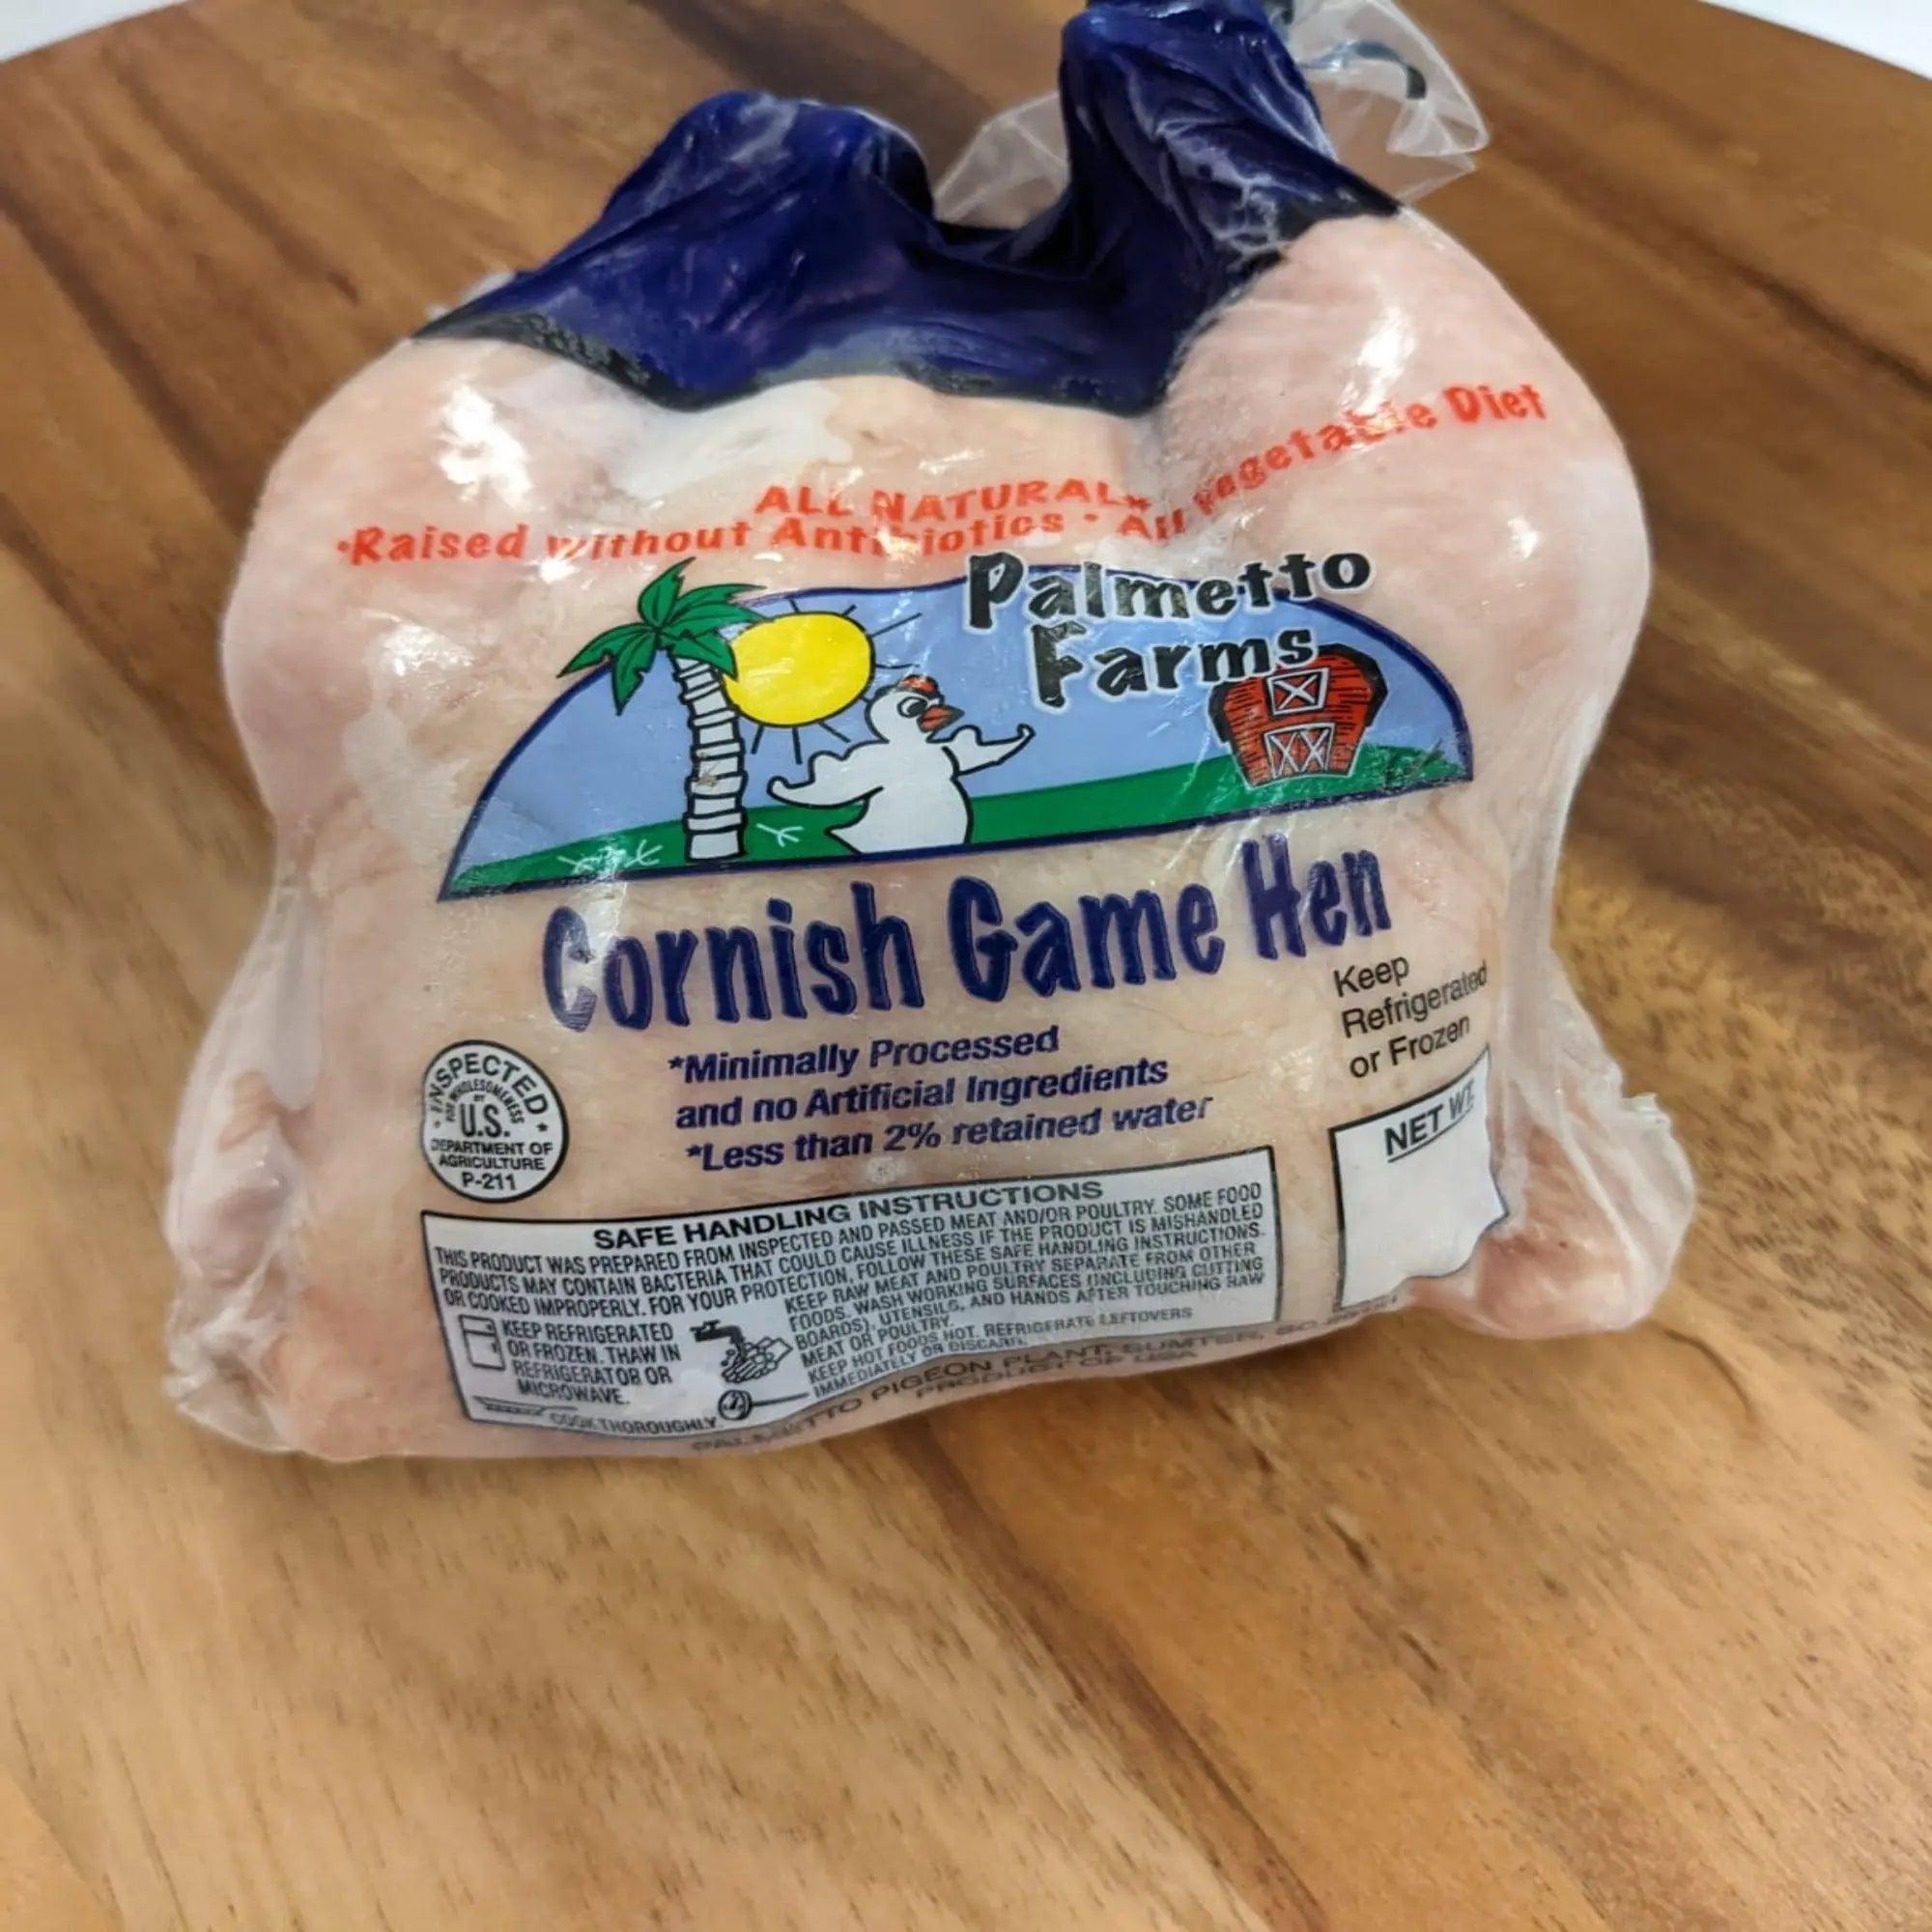 ALL NATURAL*
•Raised without Antibiotics • All Vegetable Diet
Palmetto
Farms
Cornish Game Hen
Keep
Refrigerated
or Frozen
*Minimally Processed
and no Artificial Ingredients
*Less than 2% retained water
NET WT.
INSPECTED
FOR WHOLESOMENESS
BY
U.S.
DEPARTMENT OF
AGRICULTURE
P-211
SAFE HANDLING INSTRUCTIONS
THIS PRODUCT WAS PREPARED FROM INSPECTED AND PASSED MEAT AND/OR POULTRY. SOME FOOD
PRODUCTS MAY CONTAIN BACTERIA THAT COULD CAUSE ILLNESS IF THE PRODUCT IS MISHANDLED
OR COOKED IMPROPERLY. FOR YOUR PROTECTION, FOLLOW THESE SAFE HANDLING INSTRUCTIONS.
KEEP REFRIGERATED
OR FROZEN. THAW IN
REFRIGERATOR OR
MICROWAVE.
KEEP RAW MEAT AND POULTRY SEPARATE FROM OTHER
FOODS. WASH WORKING SURFACES (INCLUDING CUTTING
BOARDS), UTENSILS, AND HANDS AFTER TOUCHING RAW
MEAT OR POULTRY.
COOK THOROUGHLY.
KEEP HOT FOODS HOT. REFRIGERATE LEFTOVERS
IMMEDIATELY OR DISCARD.
PALMETTO PIGEON PLANT, SUMTER, SC
PRODUCT OF USA